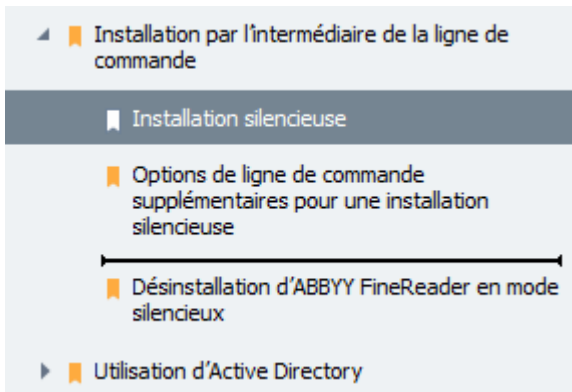 Installation par l'intermédiaire de la ligne de
commande
Installation silencieuse
Options de ligne de commande
supplémentaires pour une installation
silencieuse
Désinstallation d'ABBYY FineReader en mode
silencieux
Utilisation d'Active Directory